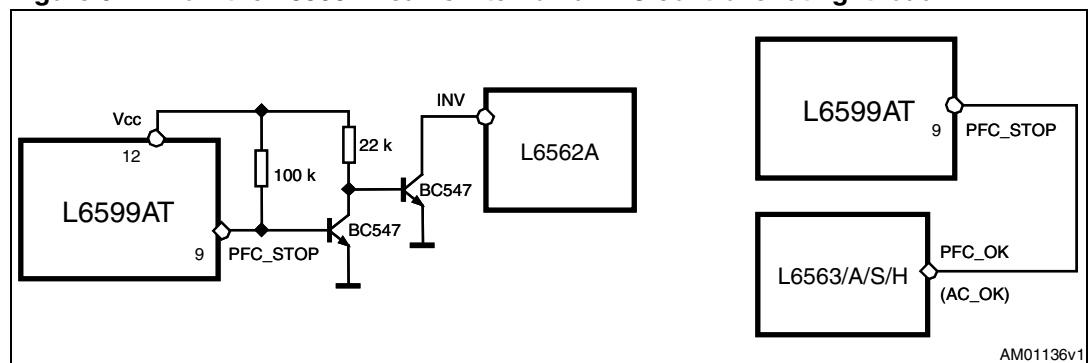 Vcc
12
L6599AT
9
PFC_STOP
100 k
22 k
BC547
BC547
INV
L6562A
L6599AT
9
PFC_STOP
L6563/A/S/H
PFC_OK
(AC_OK)
AM01136v1